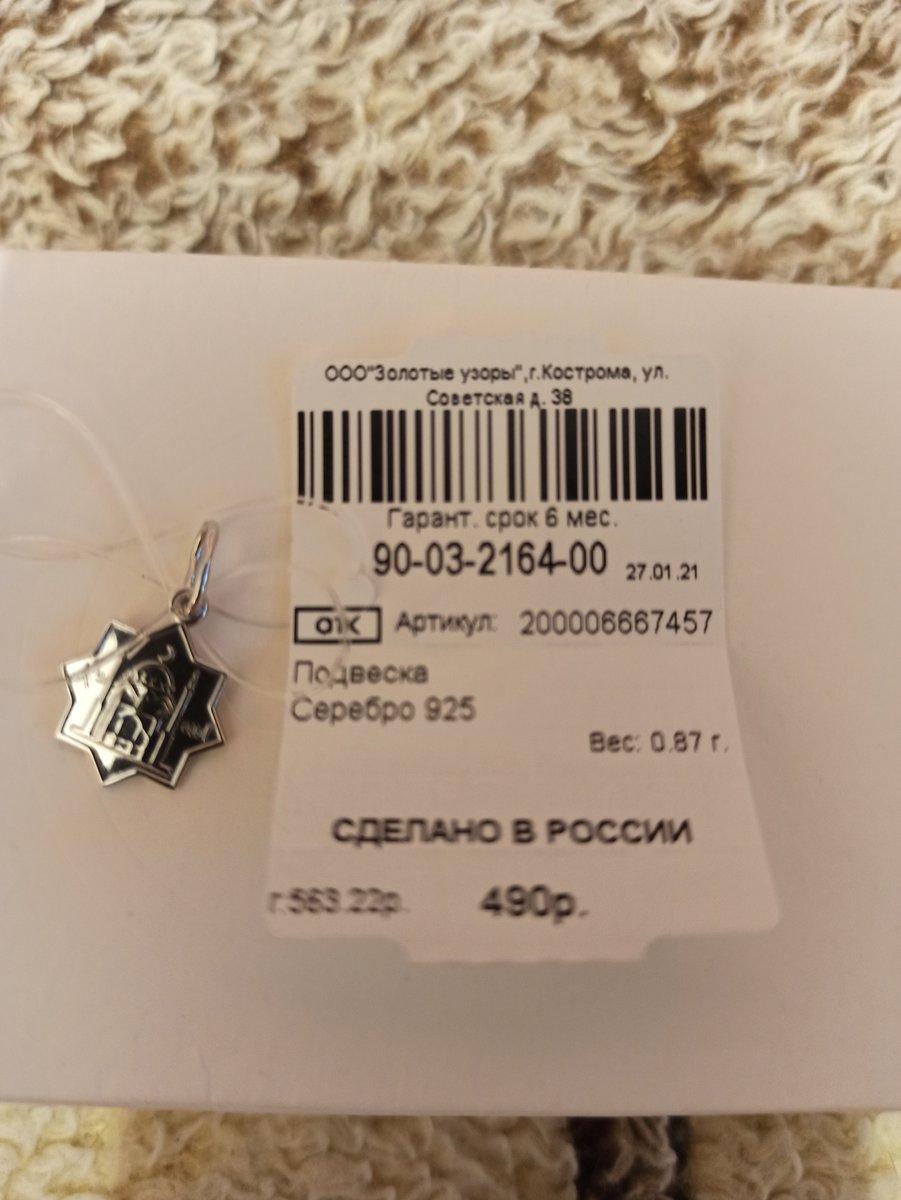 ООО"Золотые узоры",г.Кострома, ул.
Советская д. 38
Гарант. срок 6 мес.
90-03-2164-00 27.01.21
ОТК Артикул: 200006667457
Подвеска
Серебро 925
Вес: 0.87 г.
СДЕЛАНО В РОССИИ
г:563.22р. 490р.